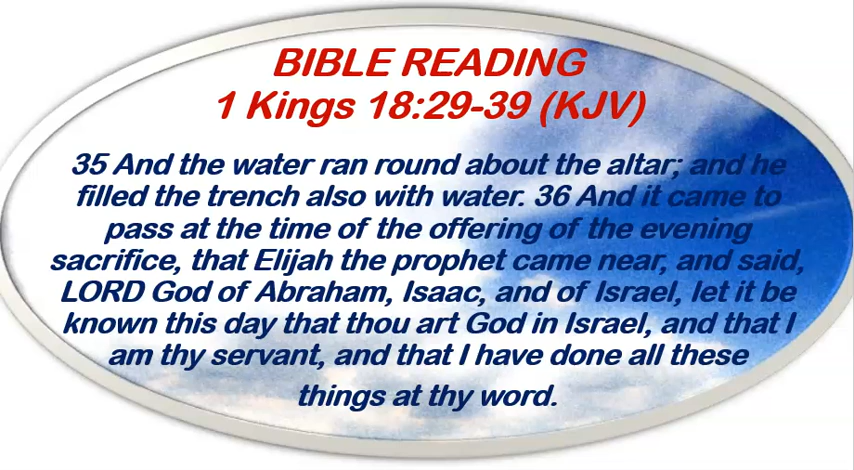 BIBLE READING
1 Kings 18:29-39 (KJV)
35 And the water ran round about the altar; and he
filled the trench also with water. 36 And it came to
pass at the time of the offering of the evening
sacrifice, that Elijah the prophet came near, and said,
LORD God of Abraham, Isaac, and of Israel, let it be
known this day that thou art God in Israel, and that I
am thy servant, and that I have done all these
things at thy word.